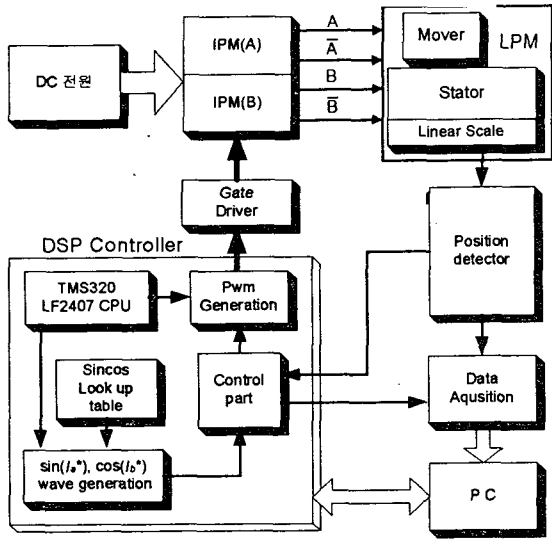 DC 전원
IPM(A)
IPM(B)
A
A̅
B
B̅
Mover
LPM
Stator
Linear Scale
Gate
Driver
Position
detector
DSP Controller
TMS320
LF2407 CPU
Pwm
Generation
Sincos
Look up
table
Control
part
Data
Aqusition
sin(Iₐ*), cos(I_b*)
wave generation
P C